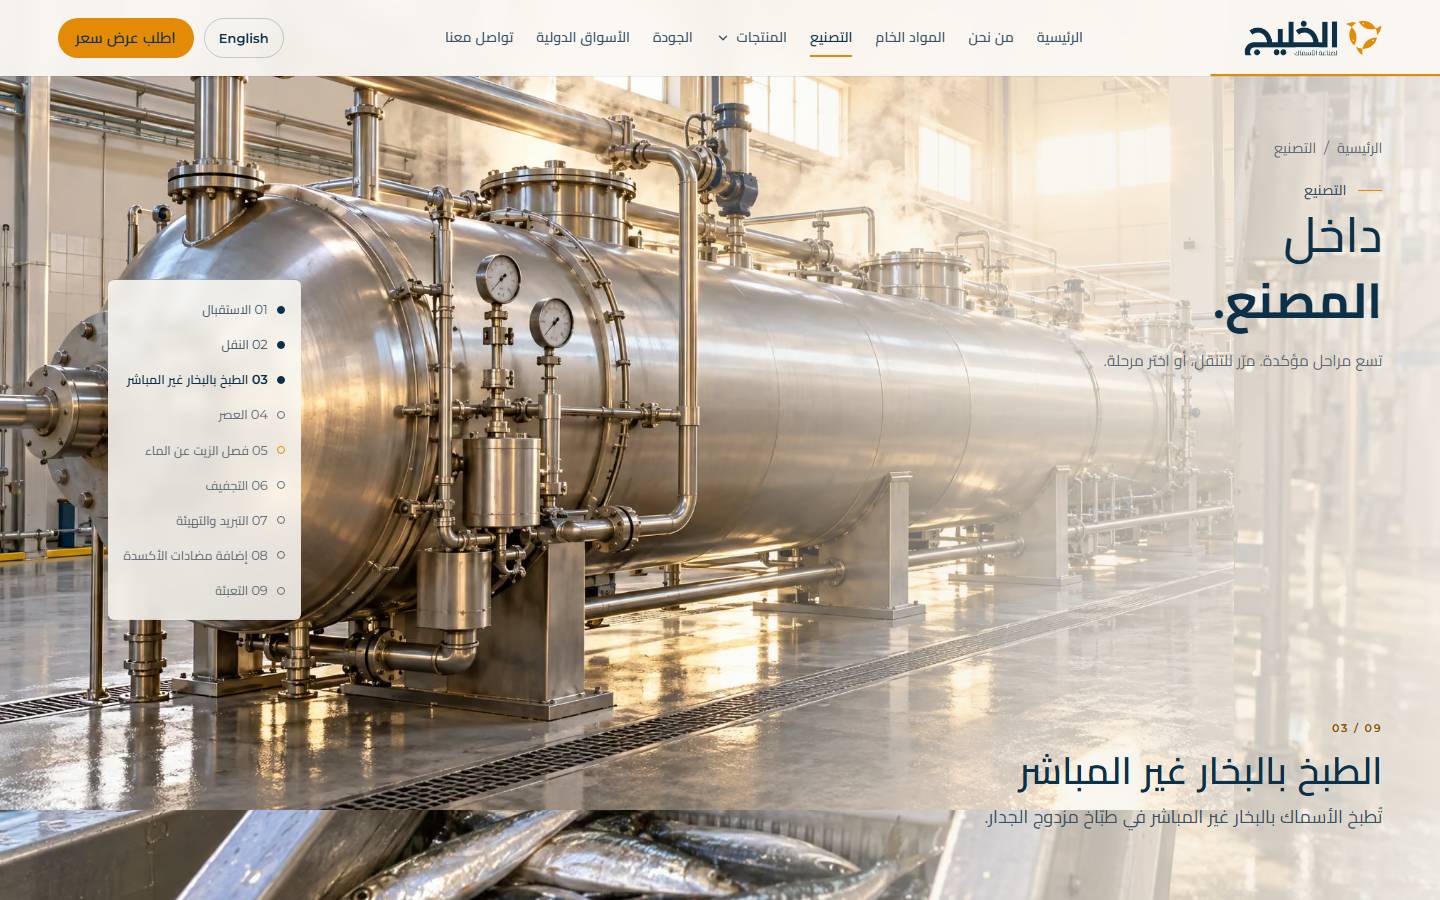 الخليج
لصناعة الأسماك
الرئيسية
من نحن
المواد الخام
التصنيع
المنتجات
الجودة
الأسواق الدولية
تواصل معنا
English
اطلب عرض سعر
الرئيسية / التصنيع
التصنيع
داخل
المصنع.
تسع مراحل مؤكدة. مرّر للتنقل، أو اختر مرحلة.
01 الاستقبال
02 النقل
03 الطبخ بالبخار غير المباشر
04 العصر
05 فصل الزيت عن الماء
06 التجفيف
07 التبريد والتهيئة
08 إضافة مضادات الأكسدة
09 التعبئة
03 / 09
الطبخ بالبخار غير المباشر
تُطبخ الأسماك بالبخار غير المباشر في طبّاخ مزدوج الجدار.